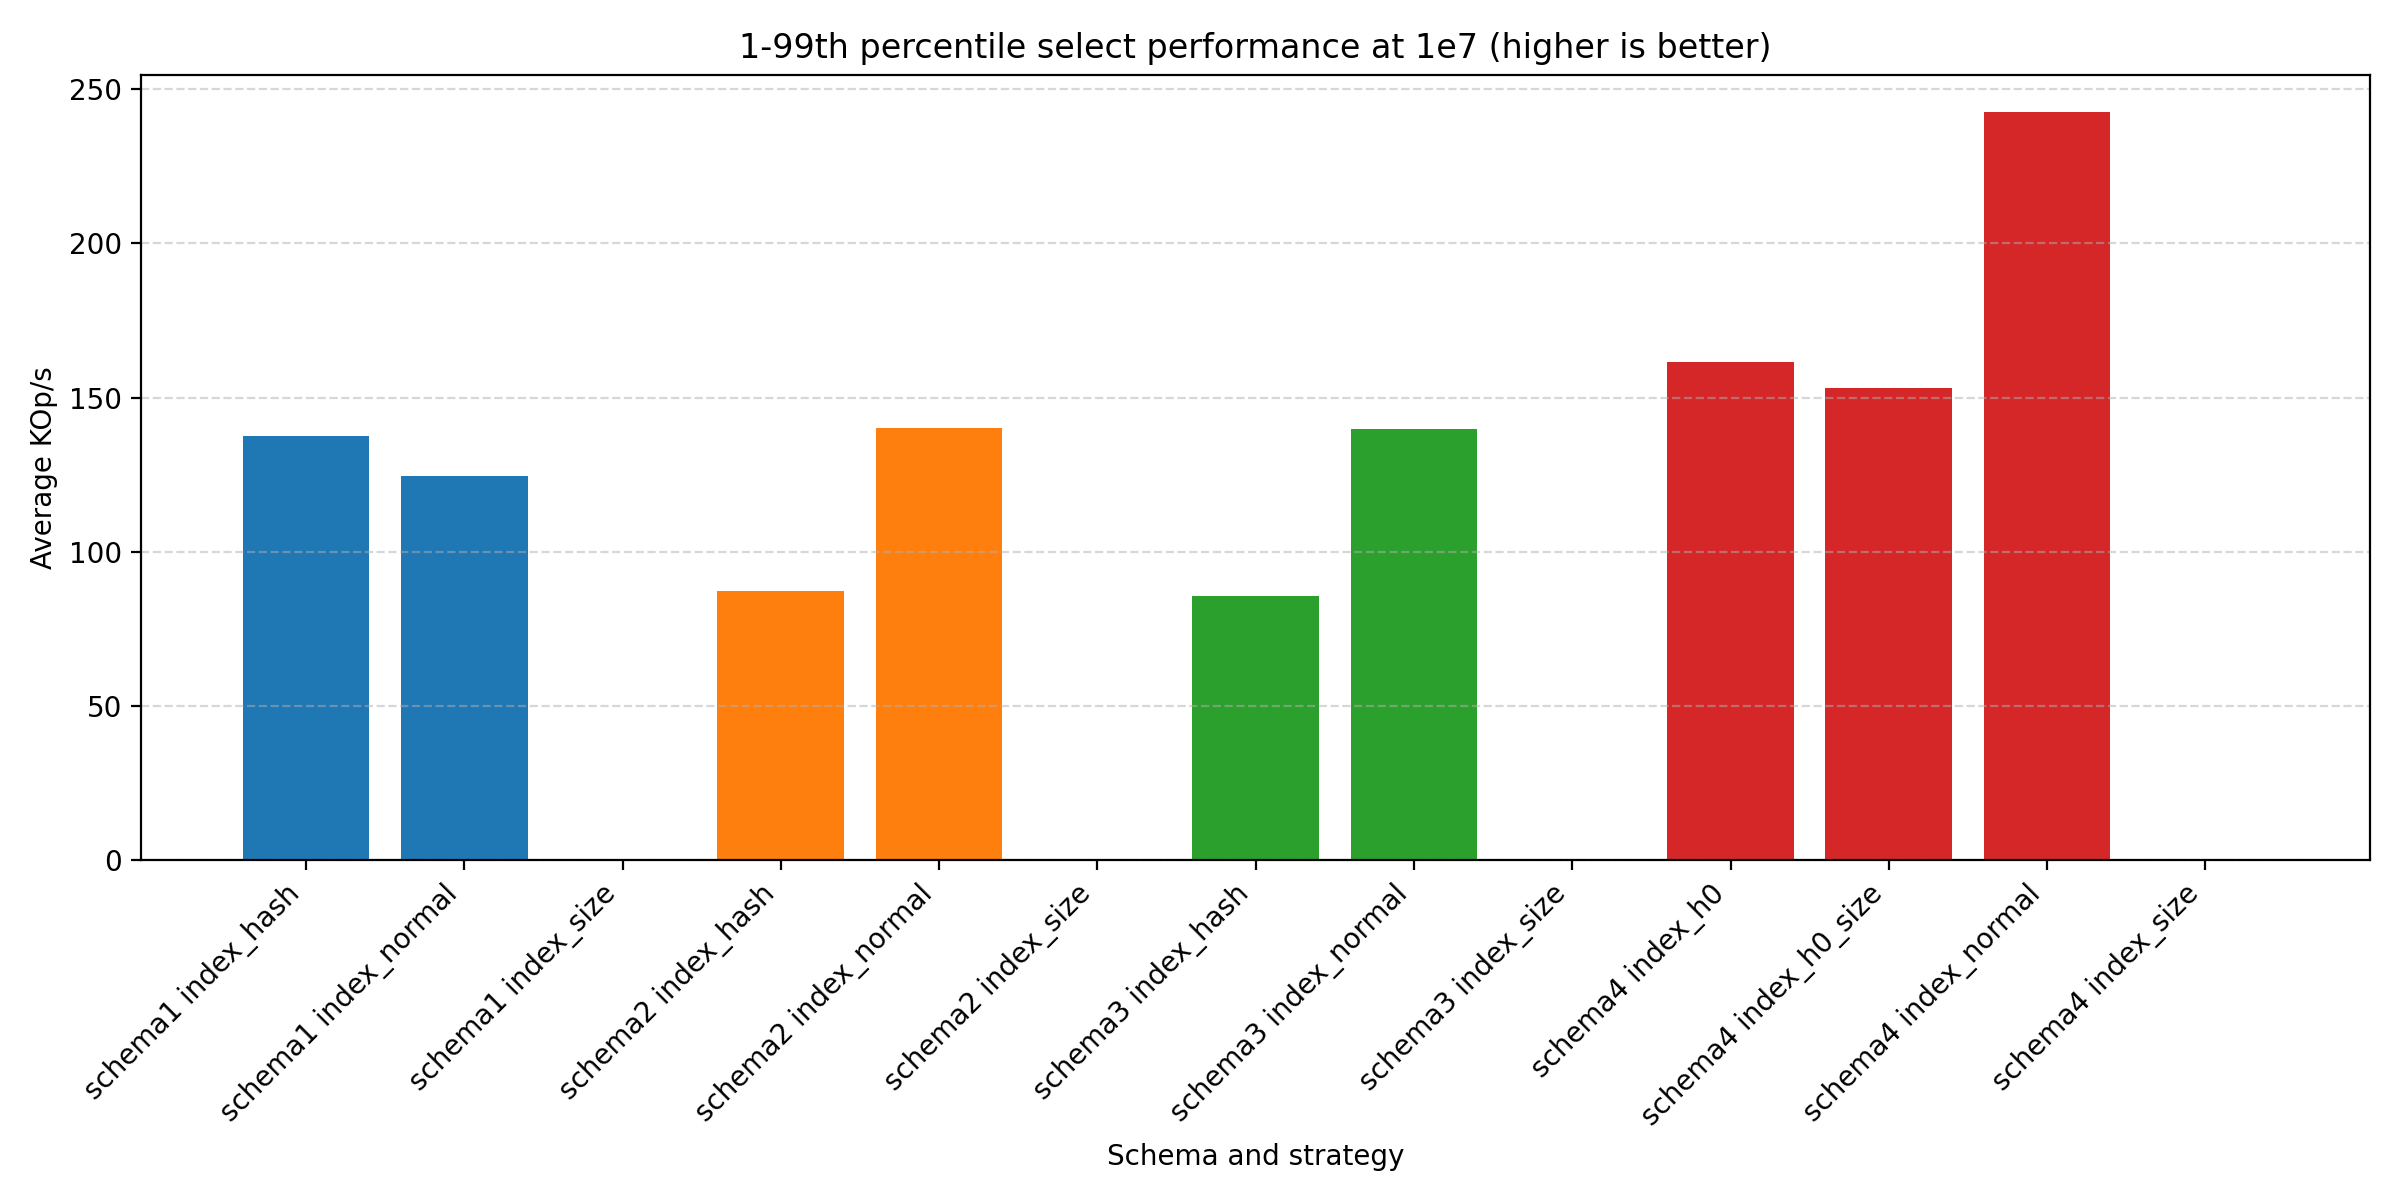 1-99th percentile select performance at 1e7 (higher is better)
Average KOp/s
250
200
150
100
50
0
schema1 index_hash
schema1 index_normal
schema1 index_size
schema2 index_hash
schema2 index_normal
schema2 index_size
schema3 index_hash
schema3 index_normal
schema3 index_size
schema4 index_h0
schema4 index_h0_size
schema4 index_normal
schema4 index_size
Schema and strategy